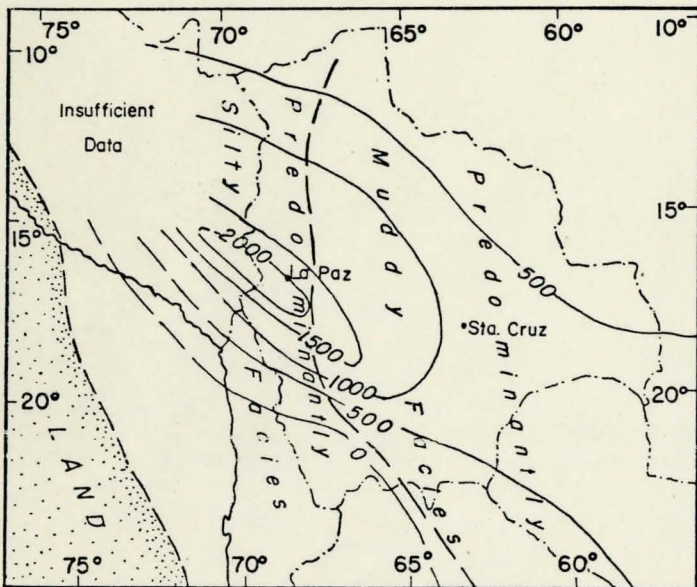 75° 70° 65° 60° 10°
10°
Insufficient
Data
Silty
Predominantly
Muddy
Predominantly
15°
15°
2000
La Paz
500
Sta. Cruz
1500
1000
500
0
20°
20°
Facies
Facies
LAND
75° 70° 65° 60°